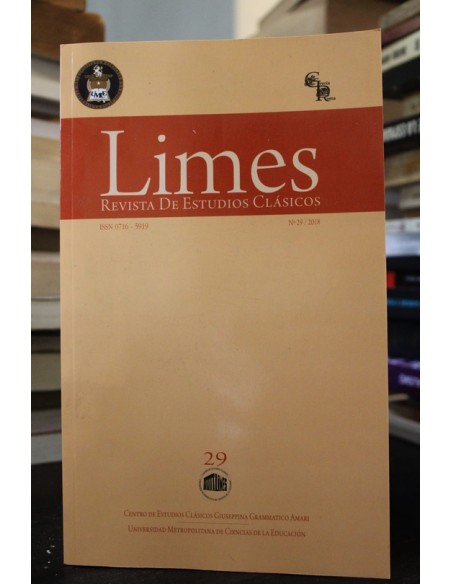 Limes
REVISTA DE ESTUDIOS CLÁSICOS
ISSN 0716 - 5919
Nº 29 / 2018
29
CENTRO DE ESTUDIOS CLÁSICOS GIUSEPPINA GRAMMATICO AMARI
UNIVERSIDAD METROPOLITANA DE CIENCIAS DE LA EDUCACIÓN